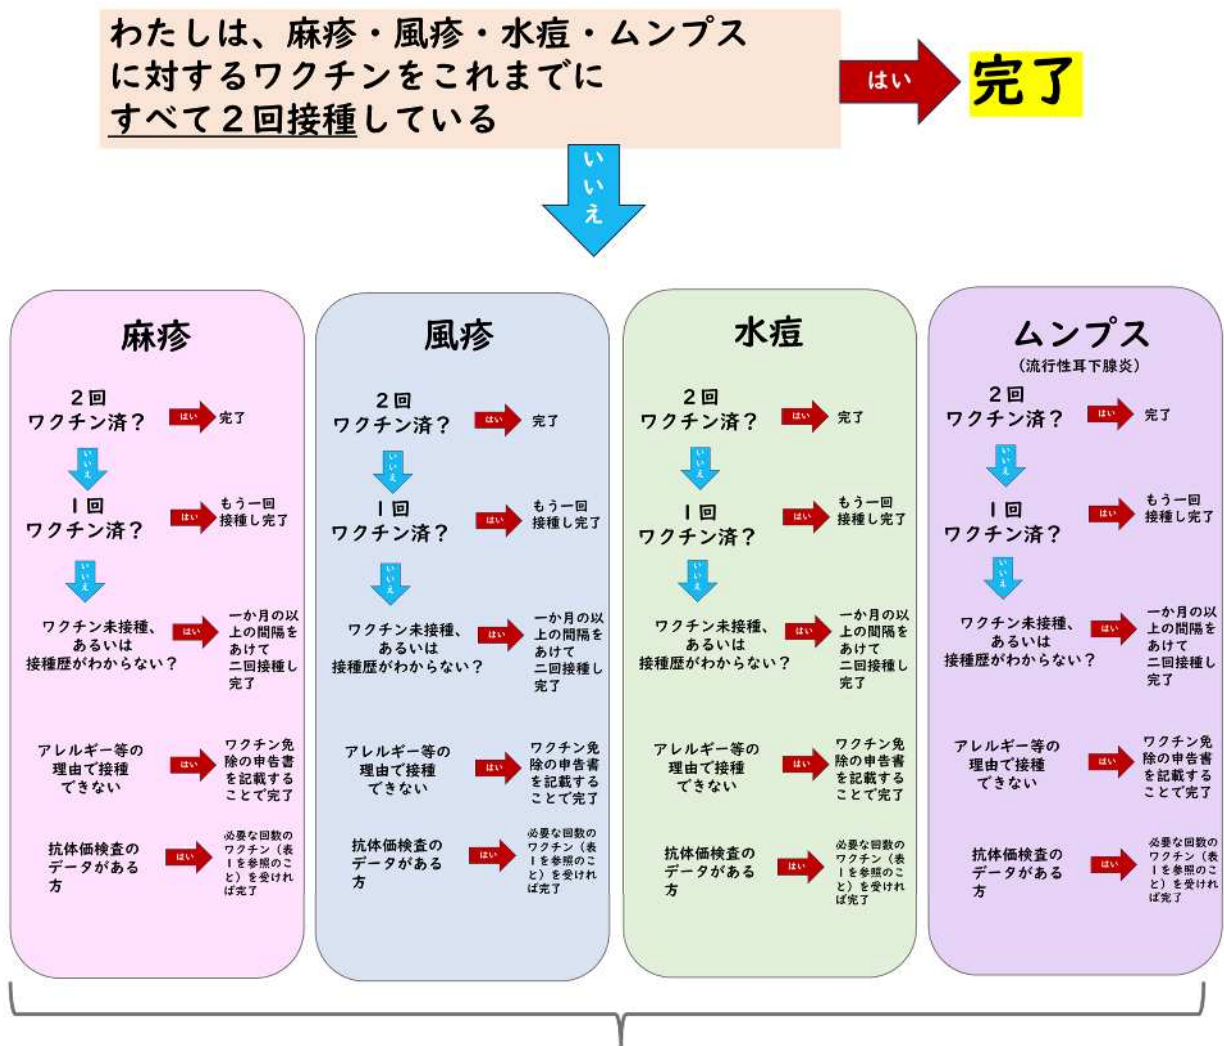 わたしは、麻疹・風疹・水痘・ムンプス
に対するワクチンをこれまでに
すべて２回接種している
はい
完了
いいえ
麻疹
２回
ワクチン済？
はい
完了
いいえ
１回
ワクチン済？
はい
もう一回
接種し完了
いいえ
ワクチン未接種、
あるいは
接種歴がわからない？
はい
一か月の以
上の間隔を
あけて
二回接種し
完了
アレルギー等の
理由で接種
できない
はい
ワクチン免
除の申告書
を記載する
ことで完了
抗体価検査の
データがある
方
はい
必要な回数の
ワクチン（表
１を参照のこ
と）を受けれ
ば完了
風疹
２回
ワクチン済？
はい
完了
いいえ
１回
ワクチン済？
はい
もう一回
接種し完了
いいえ
ワクチン未接種、
あるいは
接種歴がわからない？
はい
一か月の以
上の間隔を
あけて
二回接種し
完了
アレルギー等の
理由で接種
できない
はい
ワクチン免
除の申告書
を記載する
ことで完了
抗体価検査の
データがある
方
はい
必要な回数の
ワクチン（表
１を参照のこ
と）を受けれ
ば完了
水痘
２回
ワクチン済？
はい
完了
いいえ
１回
ワクチン済？
はい
もう一回
接種し完了
いいえ
ワクチン未接種、
あるいは
接種歴がわからない？
はい
一か月の以
上の間隔を
あけて
二回接種し
完了
アレルギー等の
理由で接種
できない
はい
ワクチン免
除の申告書
を記載する
ことで完了
抗体価検査の
データがある
方
はい
必要な回数の
ワクチン（表
１を参照のこ
と）を受けれ
ば完了
ムンプス
（流行性耳下腺炎）
２回
ワクチン済？
はい
完了
いいえ
１回
ワクチン済？
はい
もう一回
接種し完了
いいえ
ワクチン未接種、
あるいは
接種歴がわからない？
はい
一か月の以
上の間隔を
あけて
二回接種し
完了
アレルギー等の
理由で接種
できない
はい
ワクチン免
除の申告書
を記載する
ことで完了
抗体価検査の
データがある
方
はい
必要な回数の
ワクチン（表
１を参照のこ
と）を受けれ
ば完了